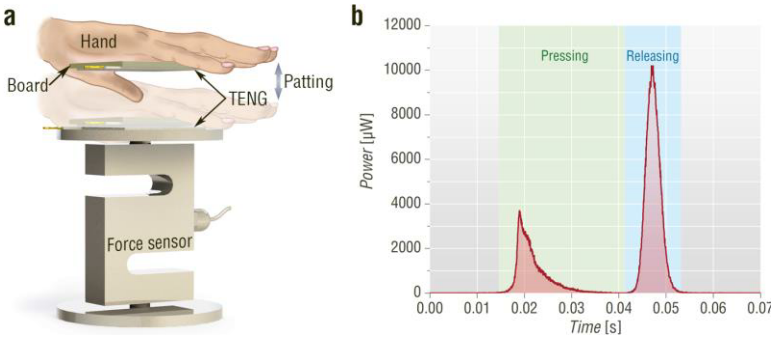 a
Hand
Board
TENG
Patting
Force sensor
b
Power [µW]
12000
10000
8000
6000
4000
2000
0
Pressing
Releasing
0.00 0.01 0.02 0.03 0.04 0.05 0.06 0.07
Time [s]